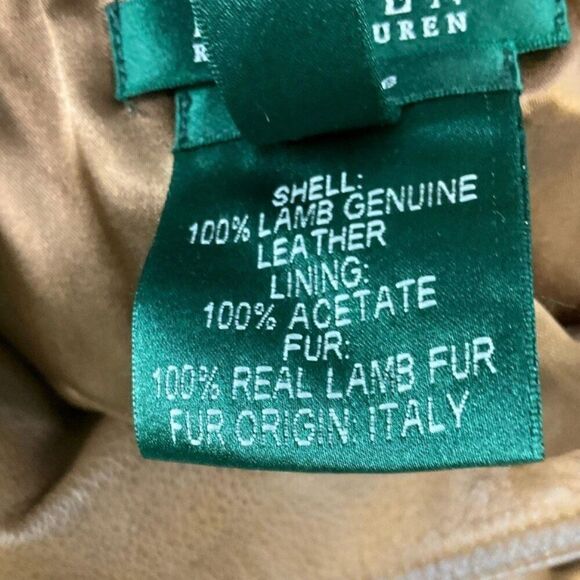 UREN
SHELL:
100% LAMB GENUINE
LEATHER
LINING:
100% ACETATE
FUR:
100% REAL LAMB FUR
FUR ORIGIN: ITALY